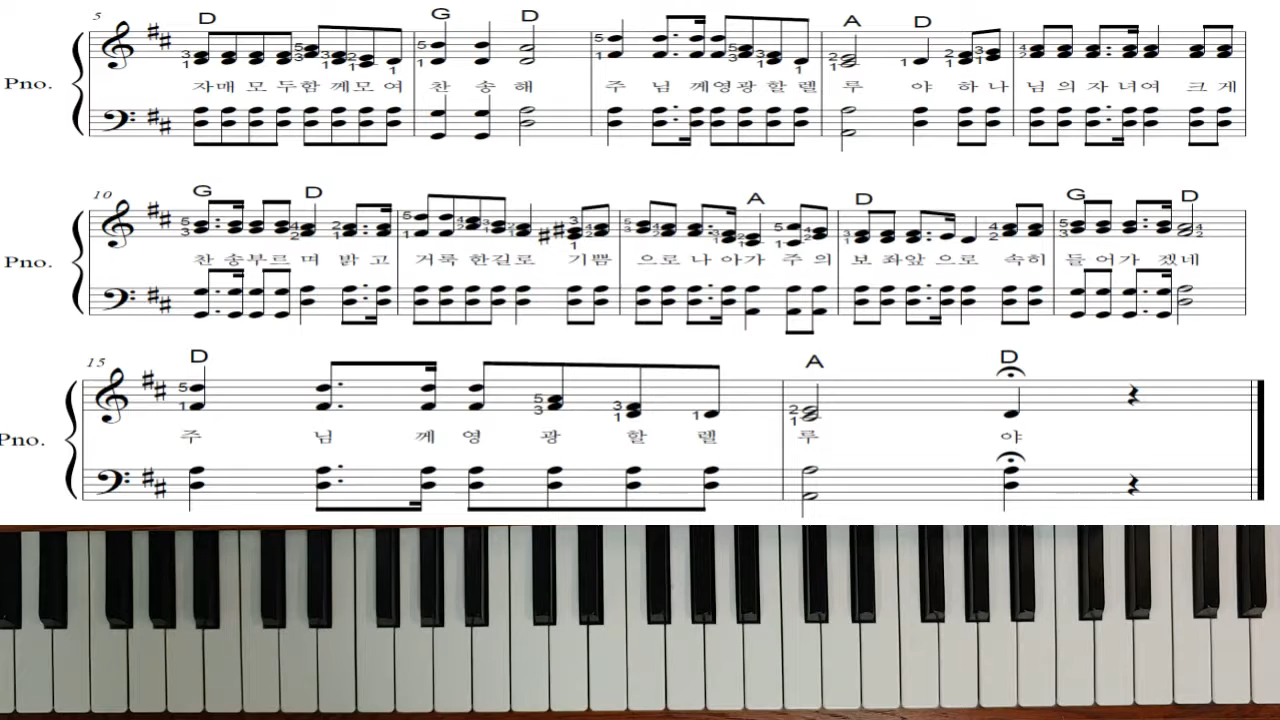 5 D G D A D
Pno.
자매 모 두함 께모 여 찬 송 해 주 님 께영광 할 렐 루 야 하 나 님 의 자 녀여 크 게
10 G D A D G D
Pno.
찬 송부르 며 밝 고 거룩 한길로 기쁨 으로 나 아가 주 의 보 좌앞 으로 속히 들 어가 겠네
15 D A D
Pno.
주 님 께 영 광 할 렐 루 야